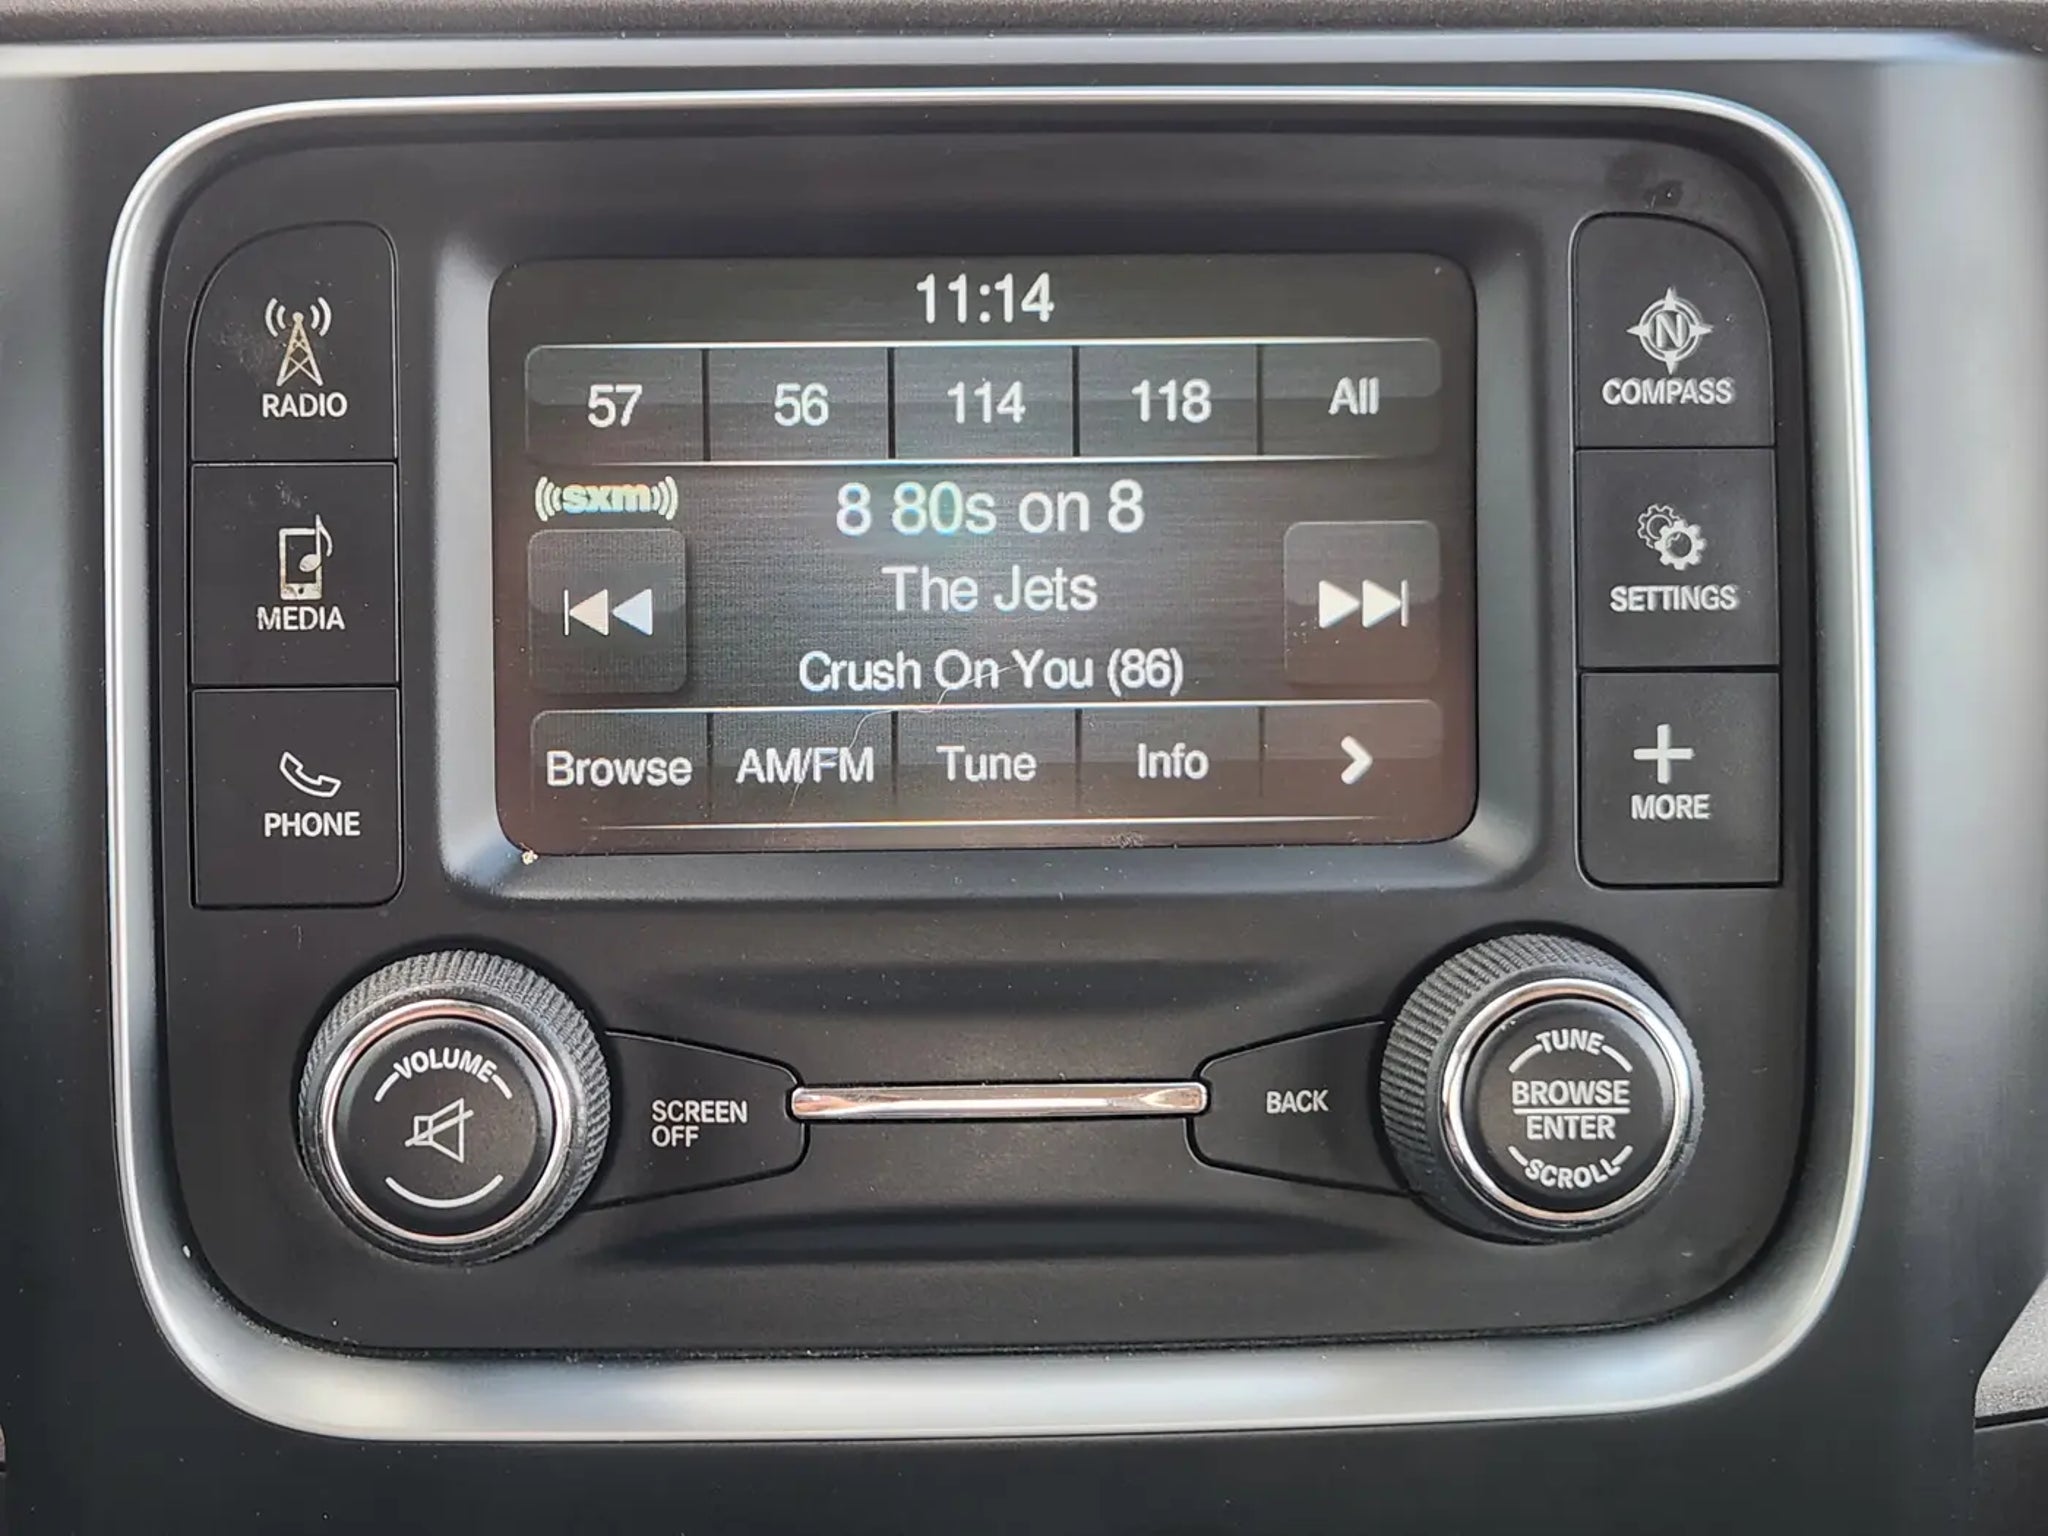 11:14
57 56 114 118 All
((sxm))
8 80s on 8
The Jets
Crush On You (86)
Browse AM/FM Tune Info
RADIO
MEDIA
PHONE
N
COMPASS
SETTINGS
MORE
VOLUME
SCREEN
OFF
BACK
TUNE
BROWSE
ENTER
SCROLL